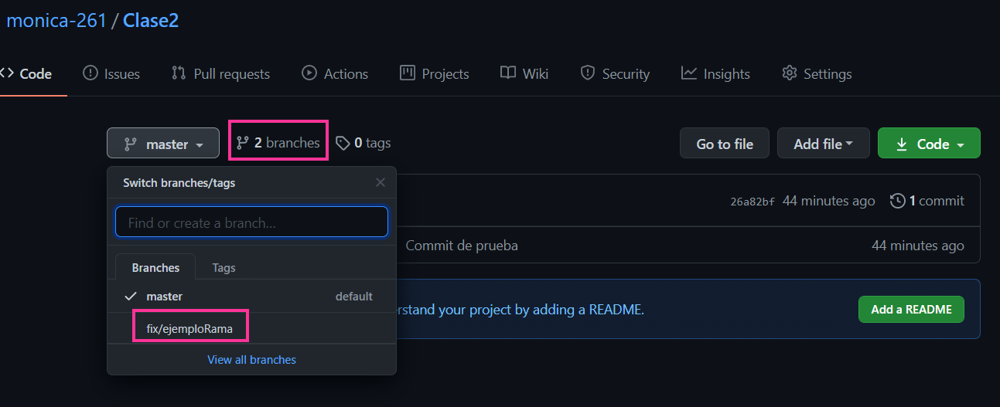 monica-261 / Clase2
<> Code Issues Pull requests Actions Projects Wiki Security Insights Settings
master 2 branches 0 tags Go to file Add file Code
Switch branches/tags
Find or create a branch...
26a82bf 44 minutes ago 1 commit
Commit de prueba 44 minutes ago
Branches Tags
master default
fix/ejemploRama
View all branches
your project by adding a README. Add a README